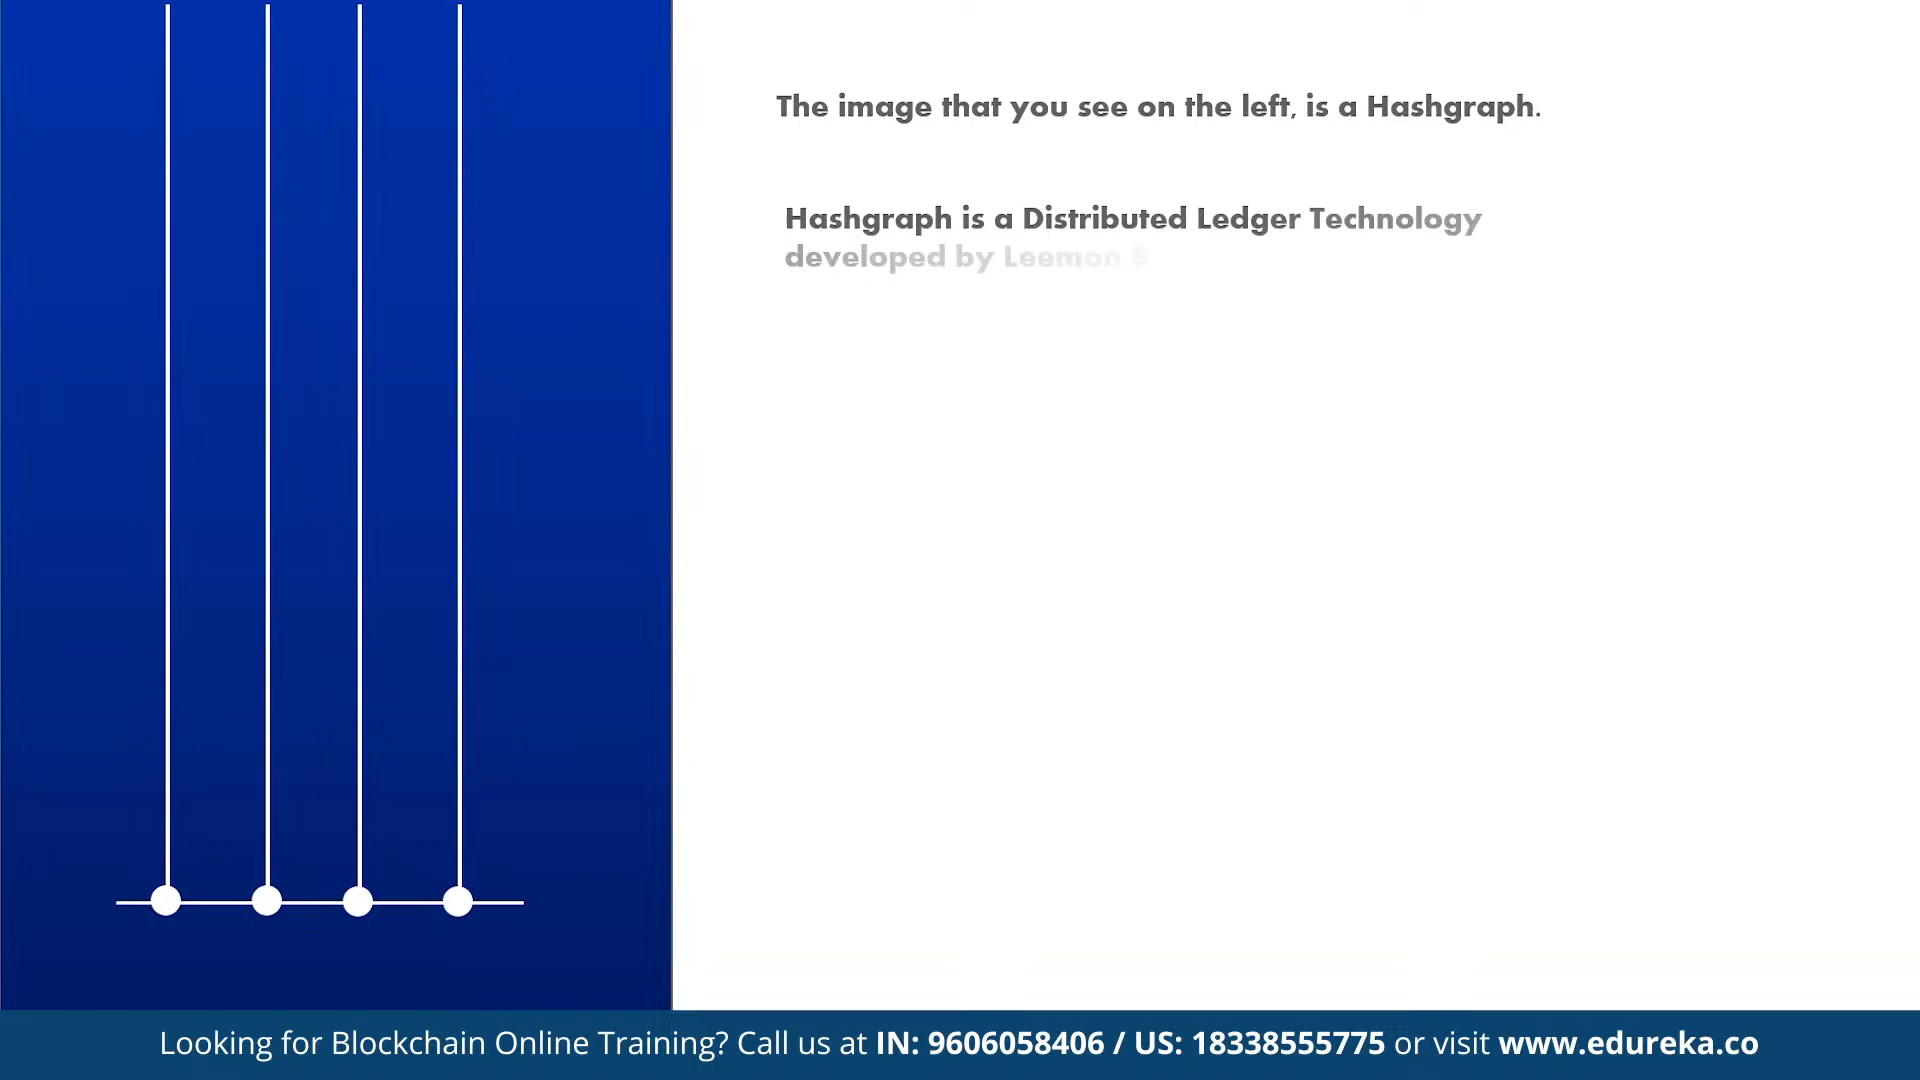 The image that you see on the left, is a Hashgraph.
Hashgraph is a Distributed Ledger Technology
developed by Leemon B
Looking for Blockchain Online Training? Call us at IN: 9606058406 / US: 18338555775 or visit www.edureka.co